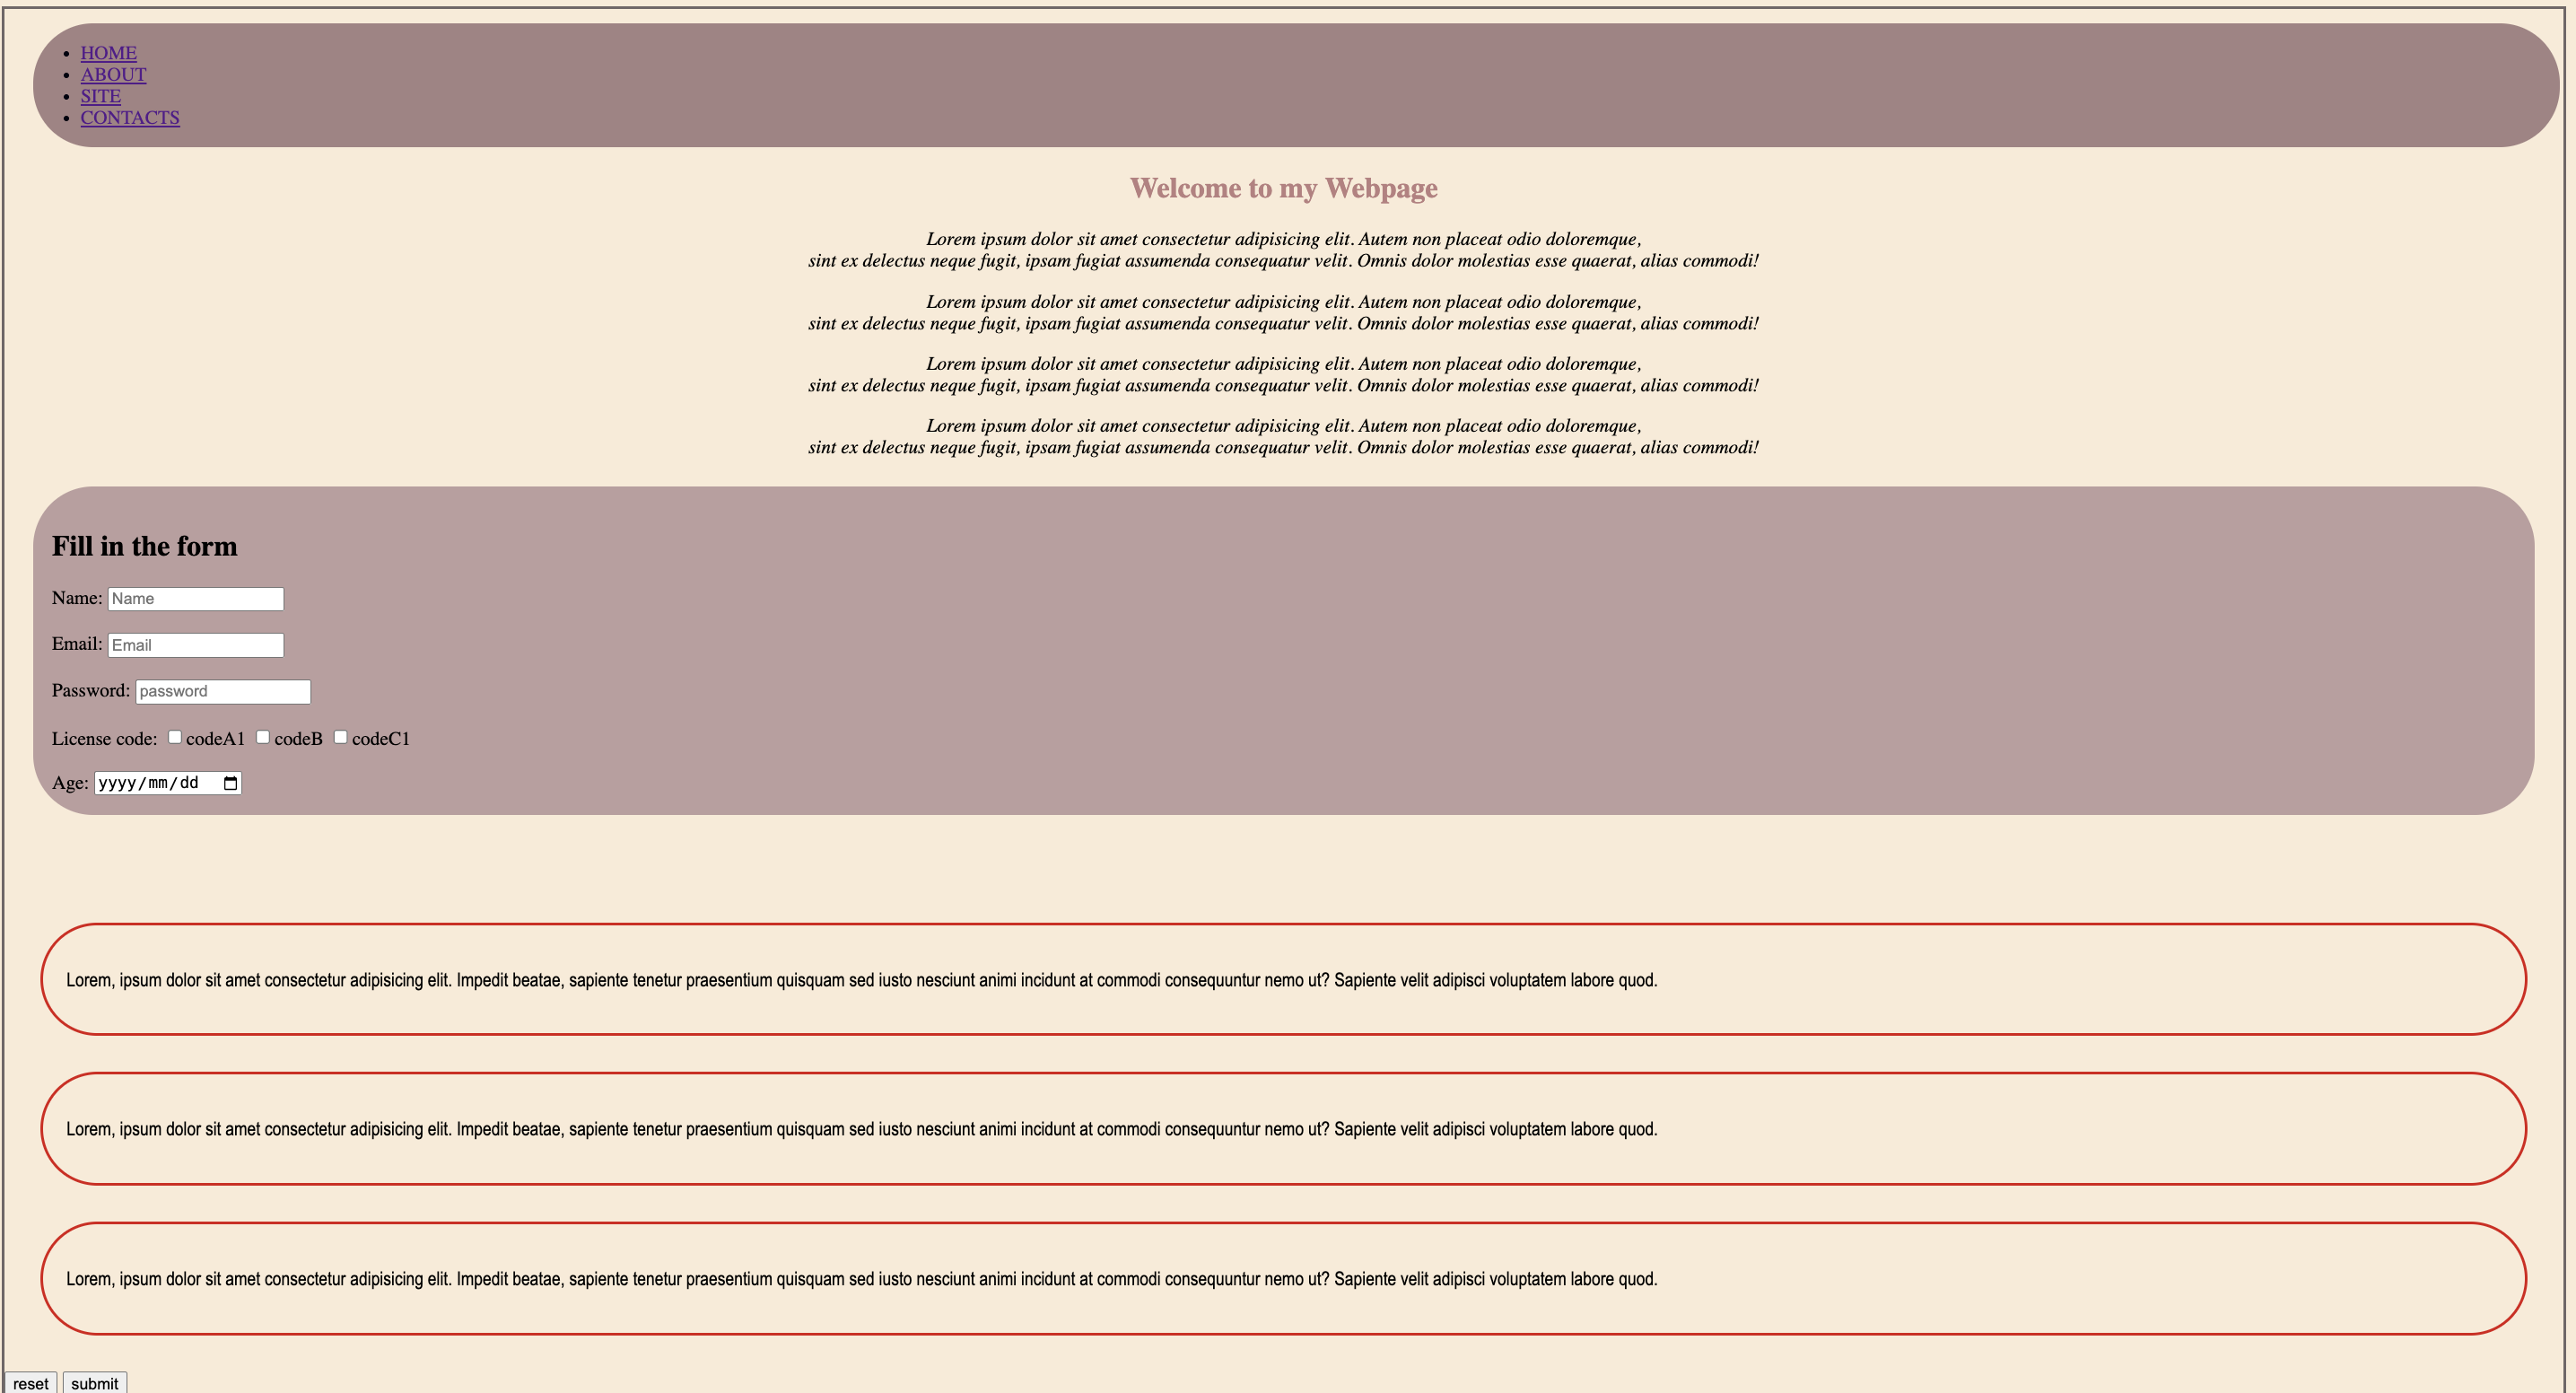 HOME
ABOUT
SITE
CONTACTS
Welcome to my Webpage
Lorem ipsum dolor sit amet consectetur adipisicing elit. Autem non placeat odio doloremque,
sint ex delectus neque fugit, ipsam fugiat assumenda consequatur velit. Omnis dolor molestias esse quaerat, alias commodi!
Lorem ipsum dolor sit amet consectetur adipisicing elit. Autem non placeat odio doloremque,
sint ex delectus neque fugit, ipsam fugiat assumenda consequatur velit. Omnis dolor molestias esse quaerat, alias commodi!
Lorem ipsum dolor sit amet consectetur adipisicing elit. Autem non placeat odio doloremque,
sint ex delectus neque fugit, ipsam fugiat assumenda consequatur velit. Omnis dolor molestias esse quaerat, alias commodi!
Lorem ipsum dolor sit amet consectetur adipisicing elit. Autem non placeat odio doloremque,
sint ex delectus neque fugit, ipsam fugiat assumenda consequatur velit. Omnis dolor molestias esse quaerat, alias commodi!
Fill in the form
Name: Name
Email: Email
Password: password
License code: codeA1 codeB codeC1
Age: yyyy/mm/dd
Lorem, ipsum dolor sit amet consectetur adipisicing elit. Impedit beatae, sapiente tenetur praesentium quisquam sed iusto nesciunt animi incidunt at commodi consequuntur nemo ut? Sapiente velit adipisci voluptatem labore quod.
Lorem, ipsum dolor sit amet consectetur adipisicing elit. Impedit beatae, sapiente tenetur praesentium quisquam sed iusto nesciunt animi incidunt at commodi consequuntur nemo ut? Sapiente velit adipisci voluptatem labore quod.
Lorem, ipsum dolor sit amet consectetur adipisicing elit. Impedit beatae, sapiente tenetur praesentium quisquam sed iusto nesciunt animi incidunt at commodi consequuntur nemo ut? Sapiente velit adipisci voluptatem labore quod.
reset submit